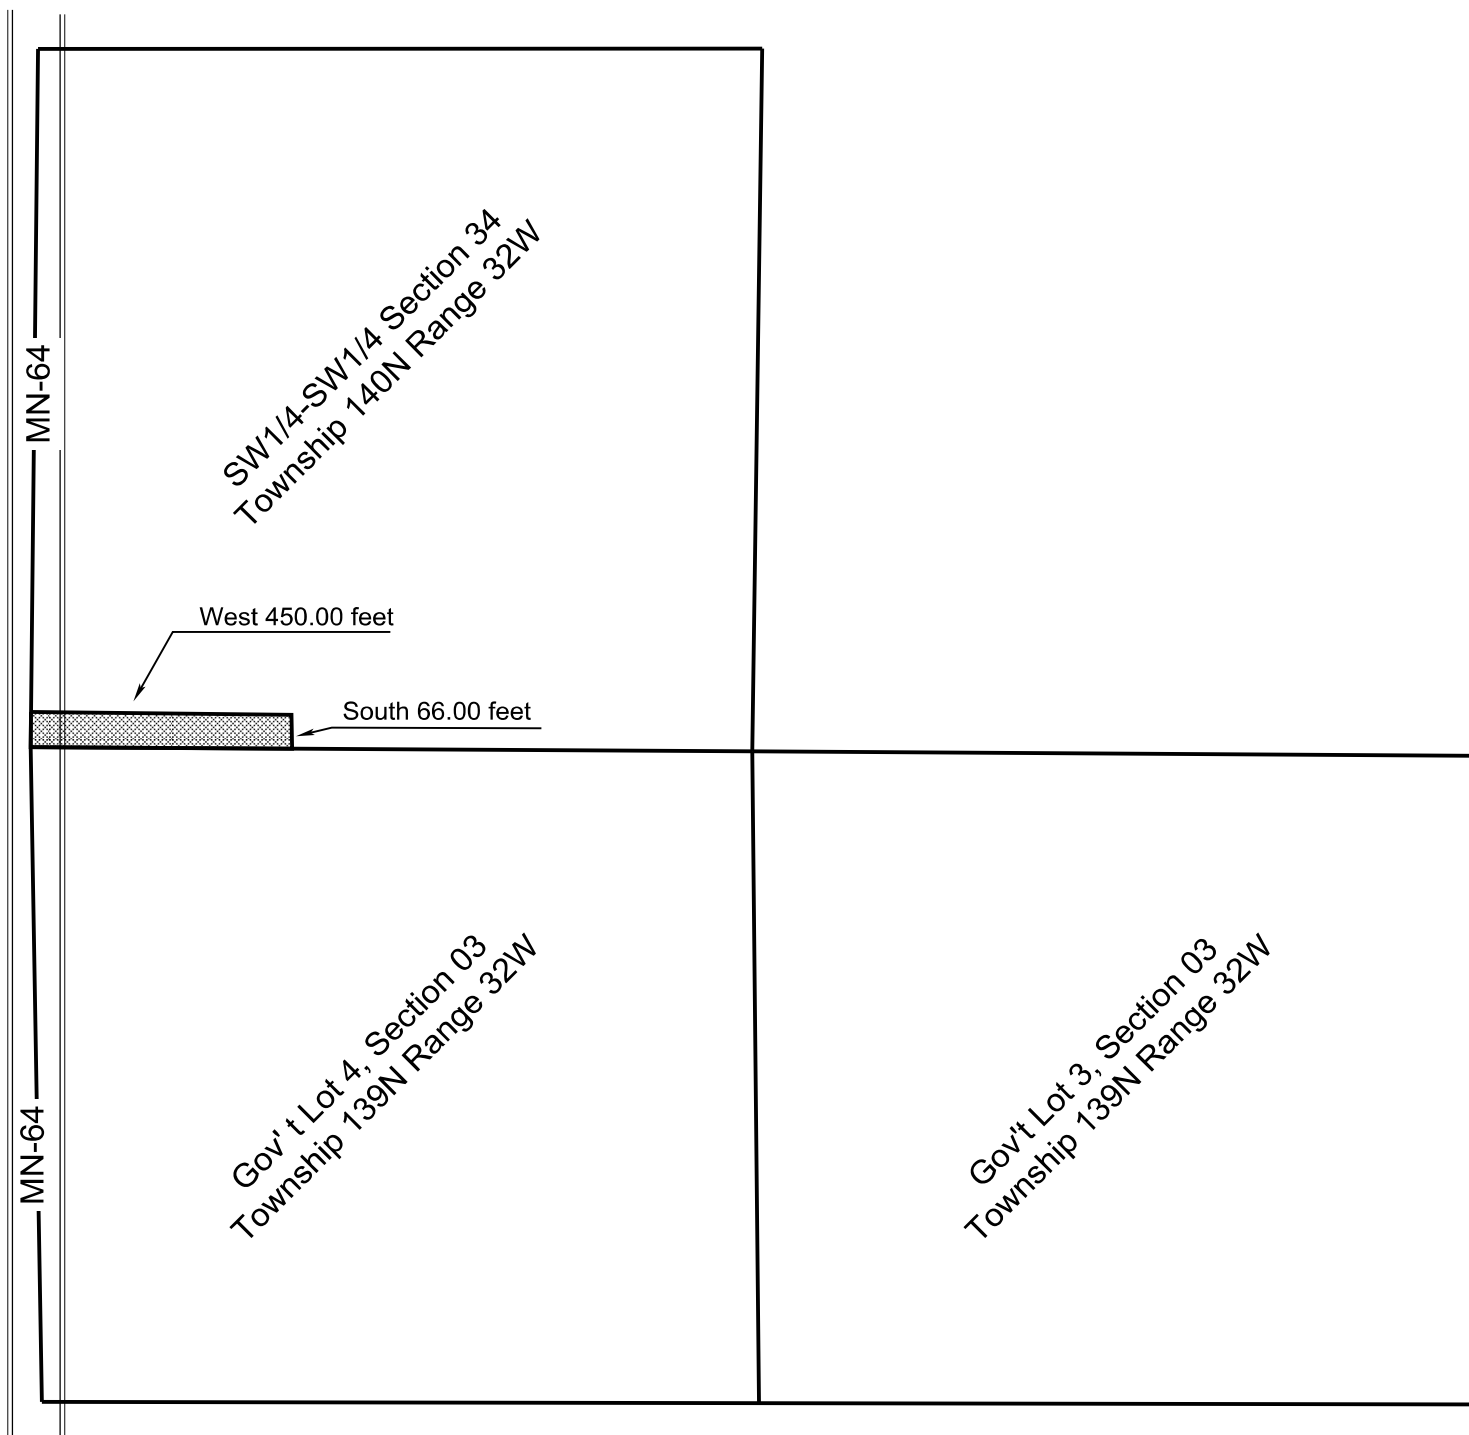 SW1/4-SW1/4 Section 34
Township 140N Range 32W
MN-64
West 450.00 feet
South 66.00 feet
Gov' t Lot 4, Section 03
Township 139N Range 32W
Gov't Lot 3, Section 03
Township 139N Range 32W
MN-64